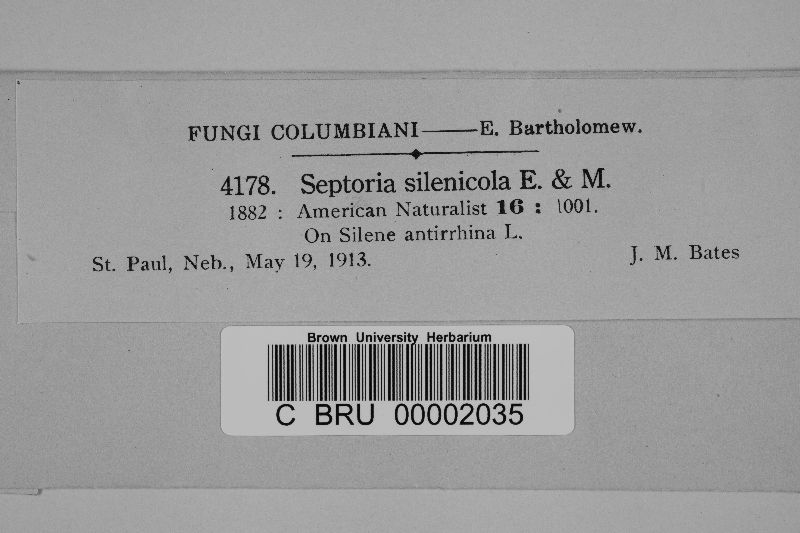 FUNGI COLUMBIANI——E. Bartholomew.
4178. Septoria silenicola E. & M.
1882 : American Naturalist 16 : 1001.
On Silene antirrhina L.
St. Paul, Neb., May 19, 1913. J. M. Bates
Brown University Herbarium
C BRU 00002035